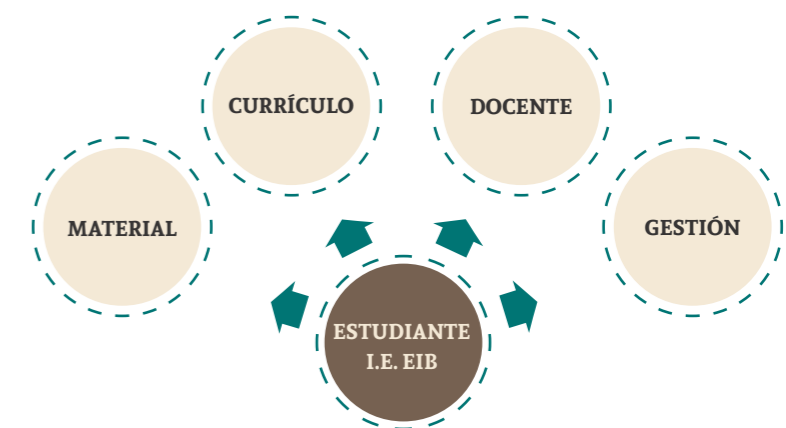 CURRÍCULO
DOCENTE
MATERIAL
GESTIÓN
ESTUDIANTE
I.E. EIB